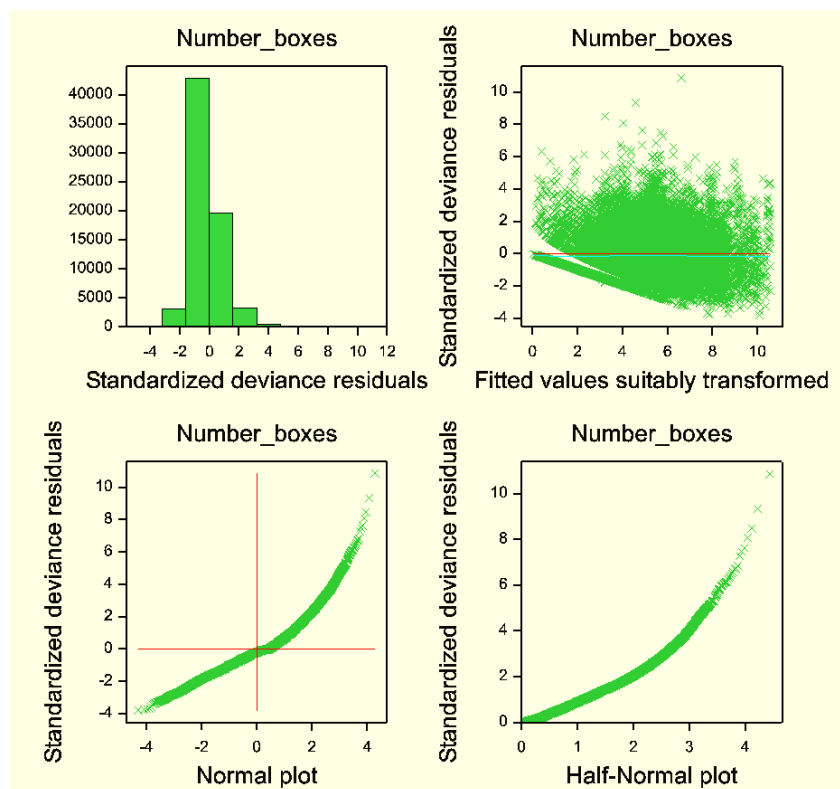 Number_boxes
40000
35000
30000
25000
20000
15000
10000
5000
0
-4 -2 0 2 4 6 8 10 12
Standardized deviance residuals
Number_boxes
Standardized deviance residuals
10
8
6
4
2
0
-2
-4
0 2 4 6 8 10
Fitted values suitably transformed
Number_boxes
Standardized deviance residuals
10
8
6
4
2
0
-2
-4
-4 -2 0 2 4
Normal plot
Number_boxes
Standardized deviance residuals
10
8
6
4
2
0
0 1 2 3 4
Half-Normal plot